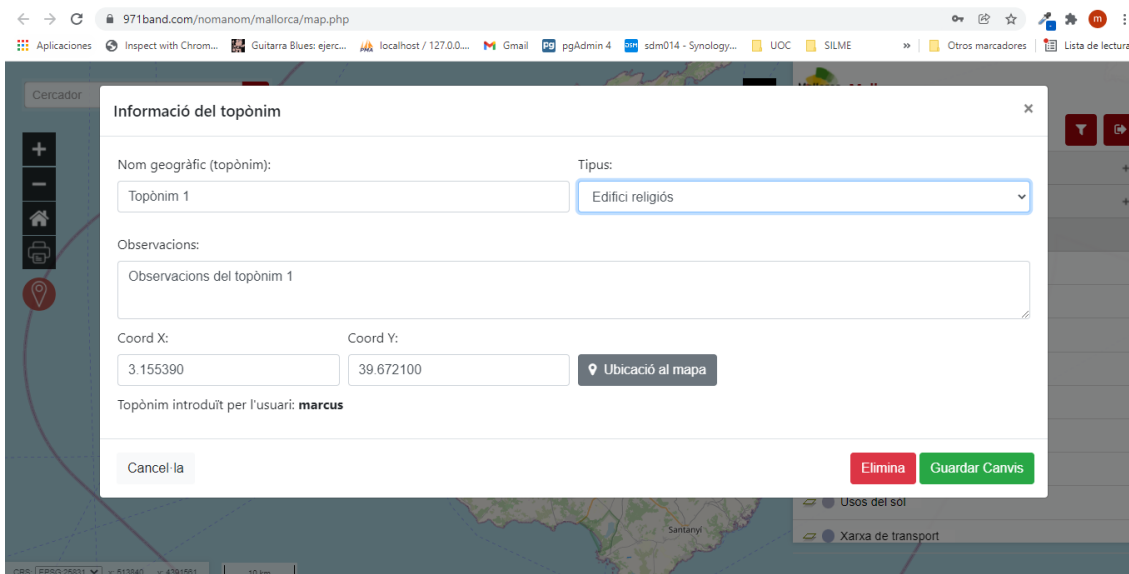 971band.com/nomanom/mallorca/map.php
m
Aplicaciones Inspect with Chrom... Guitarra Blues: ejerc... localhost / 127.0.0.... Gmail pgAdmin 4 sdm014 - Synology... UOC SILME » Otros marcadores Lista de lectura
Cercador
Informació del topònim ×
Nom geogràfic (topònim): Tipus:
Topònim 1 Edifici religiós
Observacions:
Observacions del topònim 1
Coord X: Coord Y:
3.155390 39.672100 Ubicació al mapa
Topònim introduït per l'usuari: marcus
Cancel·la Elimina Guardar Canvis
Usos del sòl
Santanyí
Xarxa de transport
10 km